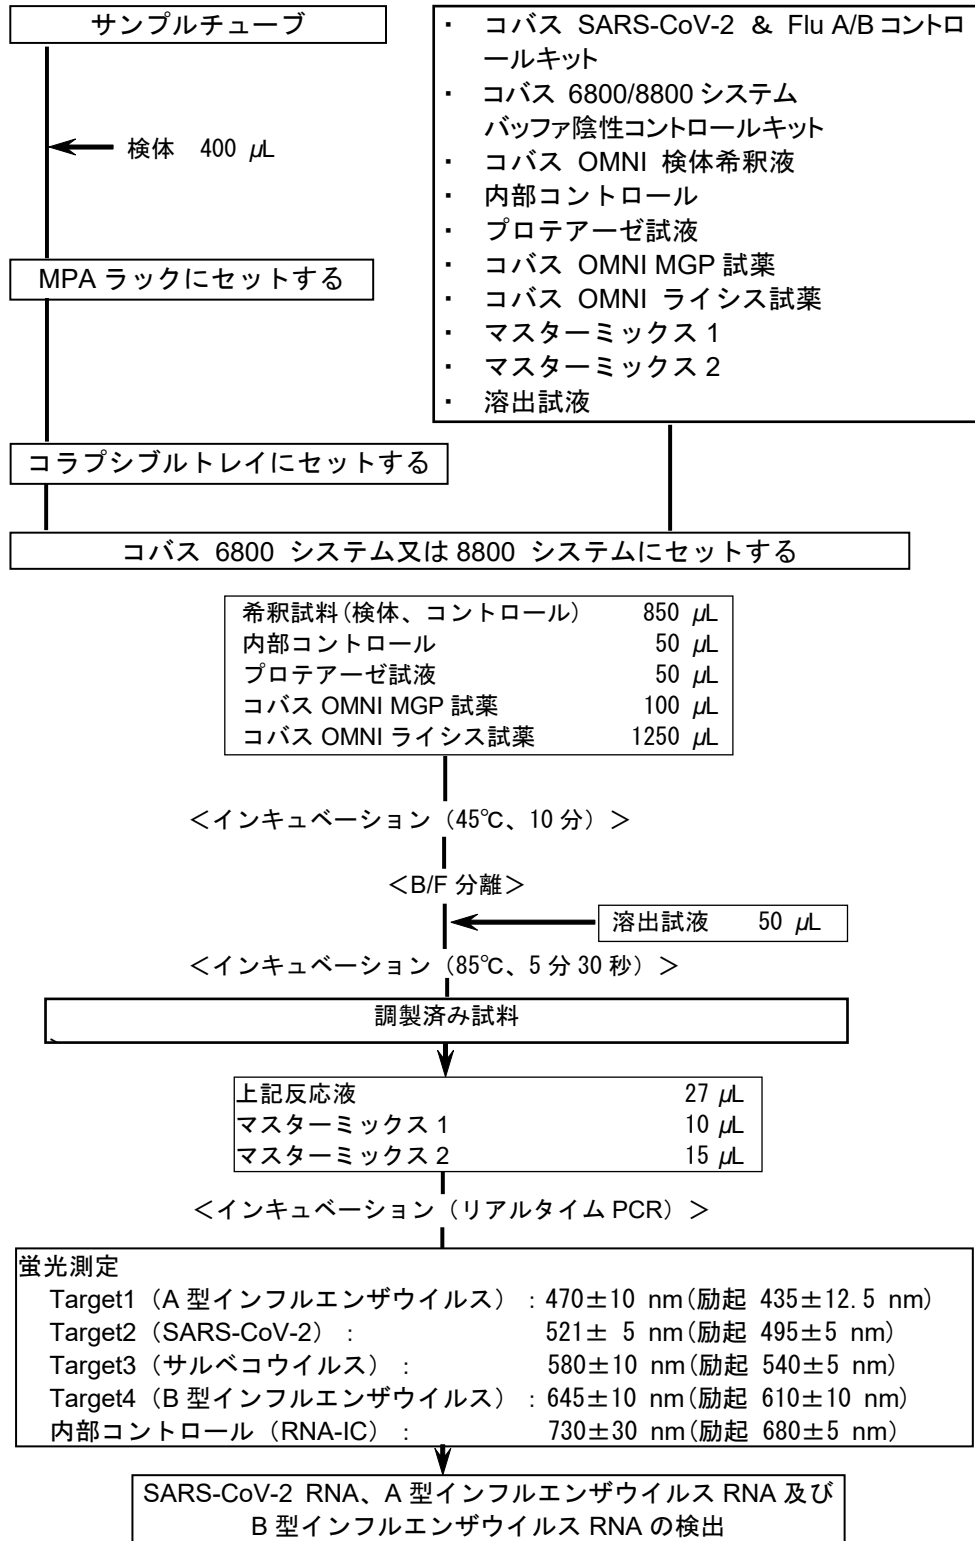 サンプルチューブ
検体 400 μL
MPA ラックにセットする
コラプシブルトレイにセットする
・ コバス SARS-CoV-2 & Flu A/B コントロ
ールキット
・ コバス 6800/8800 システム
バッファ陰性コントロールキット
・ コバス OMNI 検体希釈液
・ 内部コントロール
・ プロテアーゼ試液
・ コバス OMNI MGP 試薬
・ コバス OMNI ライシス試薬
・ マスターミックス 1
・ マスターミックス 2
・ 溶出試液
コバス 6800 システム又は 8800 システムにセットする
希釈試料(検体、コントロール) 850 μL
内部コントロール 50 μL
プロテアーゼ試液 50 μL
コバス OMNI MGP 試薬 100 μL
コバス OMNI ライシス試薬 1250 μL
＜インキュベーション（45℃、10 分）＞
＜B/F 分離＞
溶出試液 50 μL
＜インキュベーション（85℃、5 分 30 秒）＞
調製済み試料
上記反応液 27 μL
マスターミックス 1 10 μL
マスターミックス 2 15 μL
＜インキュベーション（リアルタイム PCR）＞
蛍光測定
Target1（A 型インフルエンザウイルス）：470±10 nm(励起 435±12.5 nm)
Target2（SARS-CoV-2）： 521± 5 nm(励起 495±5 nm)
Target3（サルベコウイルス）： 580±10 nm(励起 540±5 nm)
Target4（B 型インフルエンザウイルス）：645±10 nm(励起 610±10 nm)
内部コントロール（RNA-IC）： 730±30 nm(励起 680±5 nm)
SARS-CoV-2 RNA、A 型インフルエンザウイルス RNA 及び
B 型インフルエンザウイルス RNA の検出